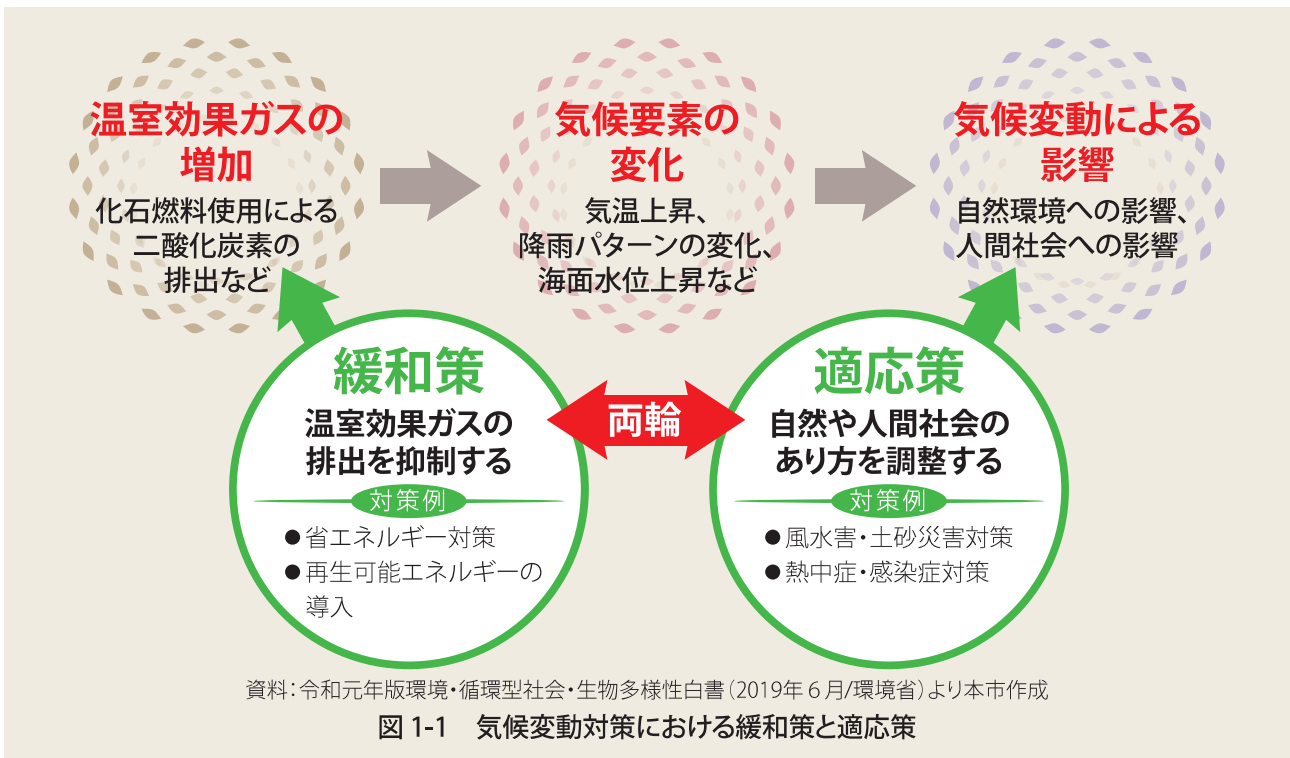 温室効果ガスの
増加
化石燃料使用による
二酸化炭素の
排出など
気候要素の
変化
気温上昇、
降雨パターンの変化、
海面水位上昇など
気候変動による
影響
自然環境への影響、
人間社会への影響
緩和策
温室効果ガスの
排出を抑制する
対策例
●省エネルギー対策
●再生可能エネルギーの
導入
両輪
適応策
自然や人間社会の
あり方を調整する
対策例
●風水害・土砂災害対策
●熱中症・感染症対策
資料：令和元年版環境・循環型社会・生物多様性白書（2019年6月/環境省）より本市作成
図 1-1　気候変動対策における緩和策と適応策